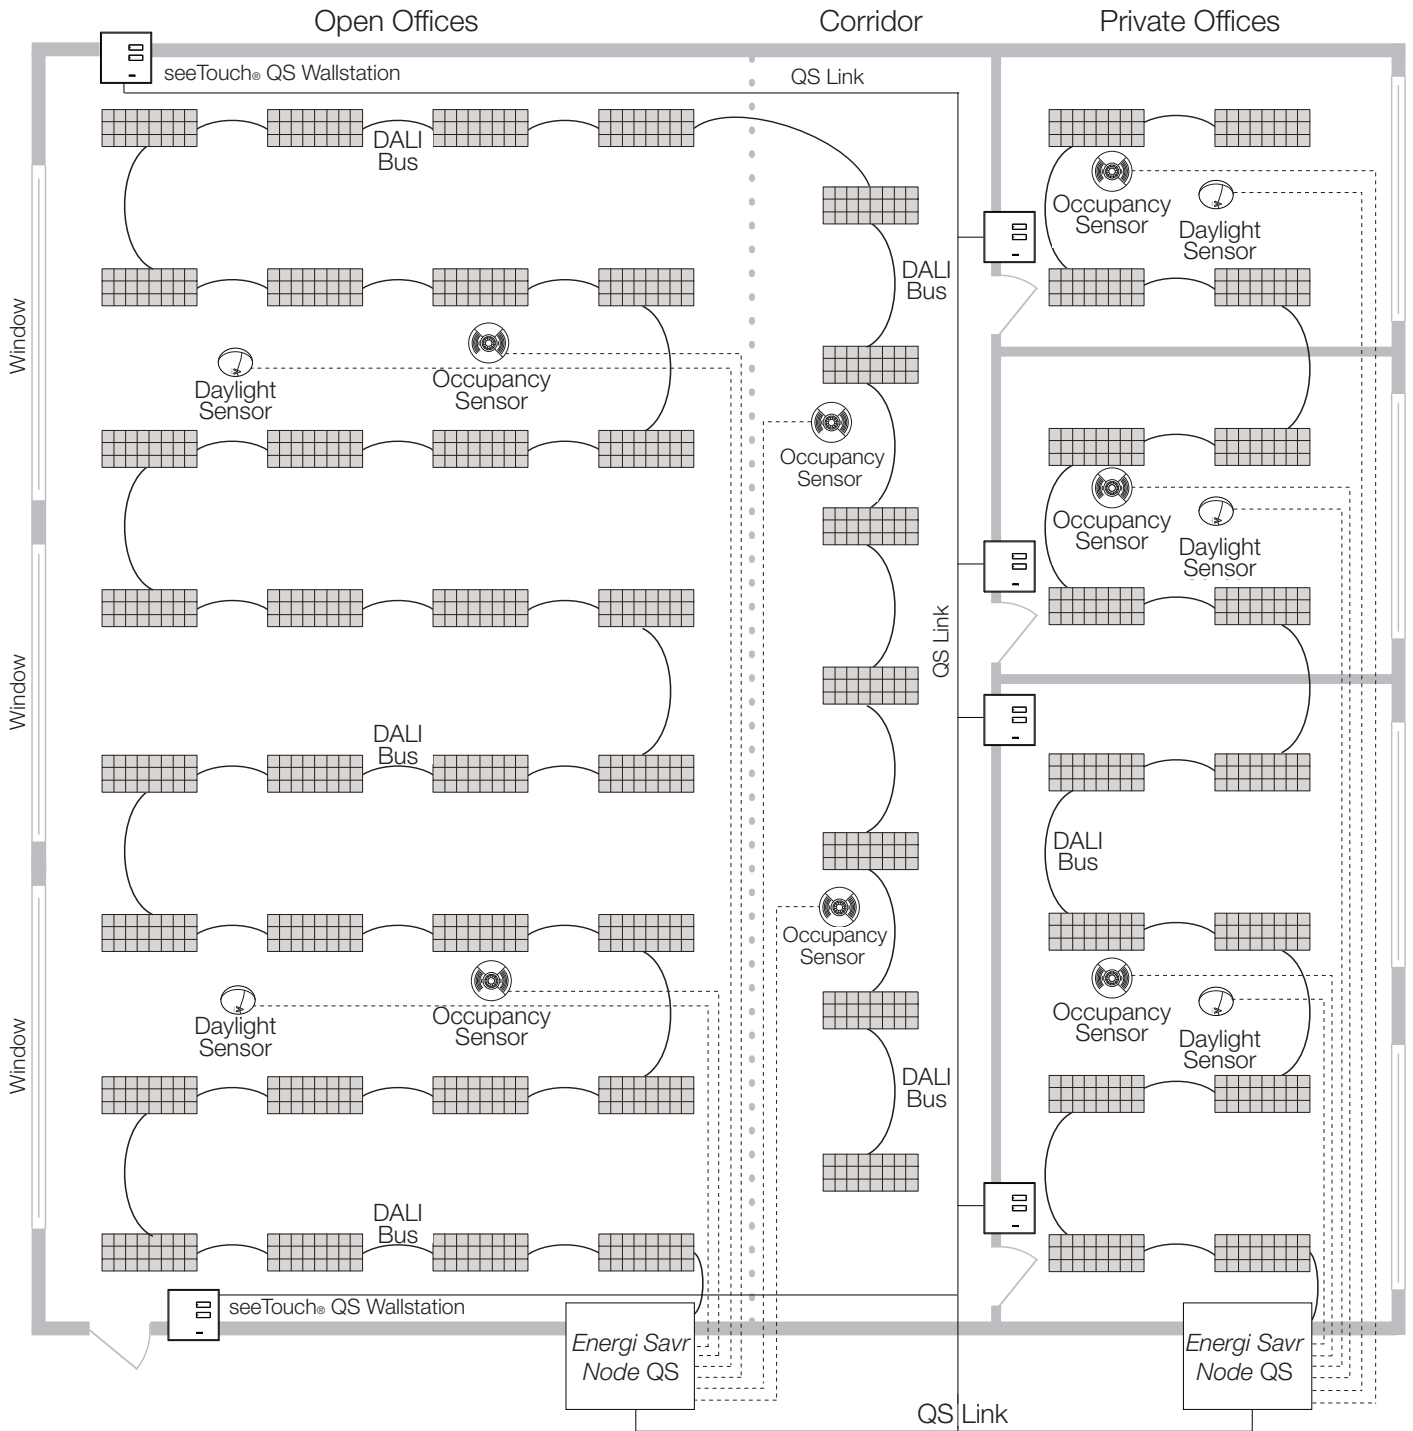 Open Offices
Corridor
Private Offices
seeTouch® QS Wallstation
QS Link
DALI
Bus
Occupancy
Sensor
Daylight
Sensor
DALI
Bus
Window
Daylight
Sensor
Occupancy
Sensor
Occupancy
Sensor
Occupancy
Sensor
Daylight
Sensor
QS Link
Window
DALI
Bus
DALI
Bus
Occupancy
Sensor
Window
Daylight
Sensor
Occupancy
Sensor
Occupancy
Sensor
Daylight
Sensor
DALI
Bus
DALI
Bus
seeTouch® QS Wallstation
Energi Savr
Node QS
Energi Savr
Node QS
QS Link